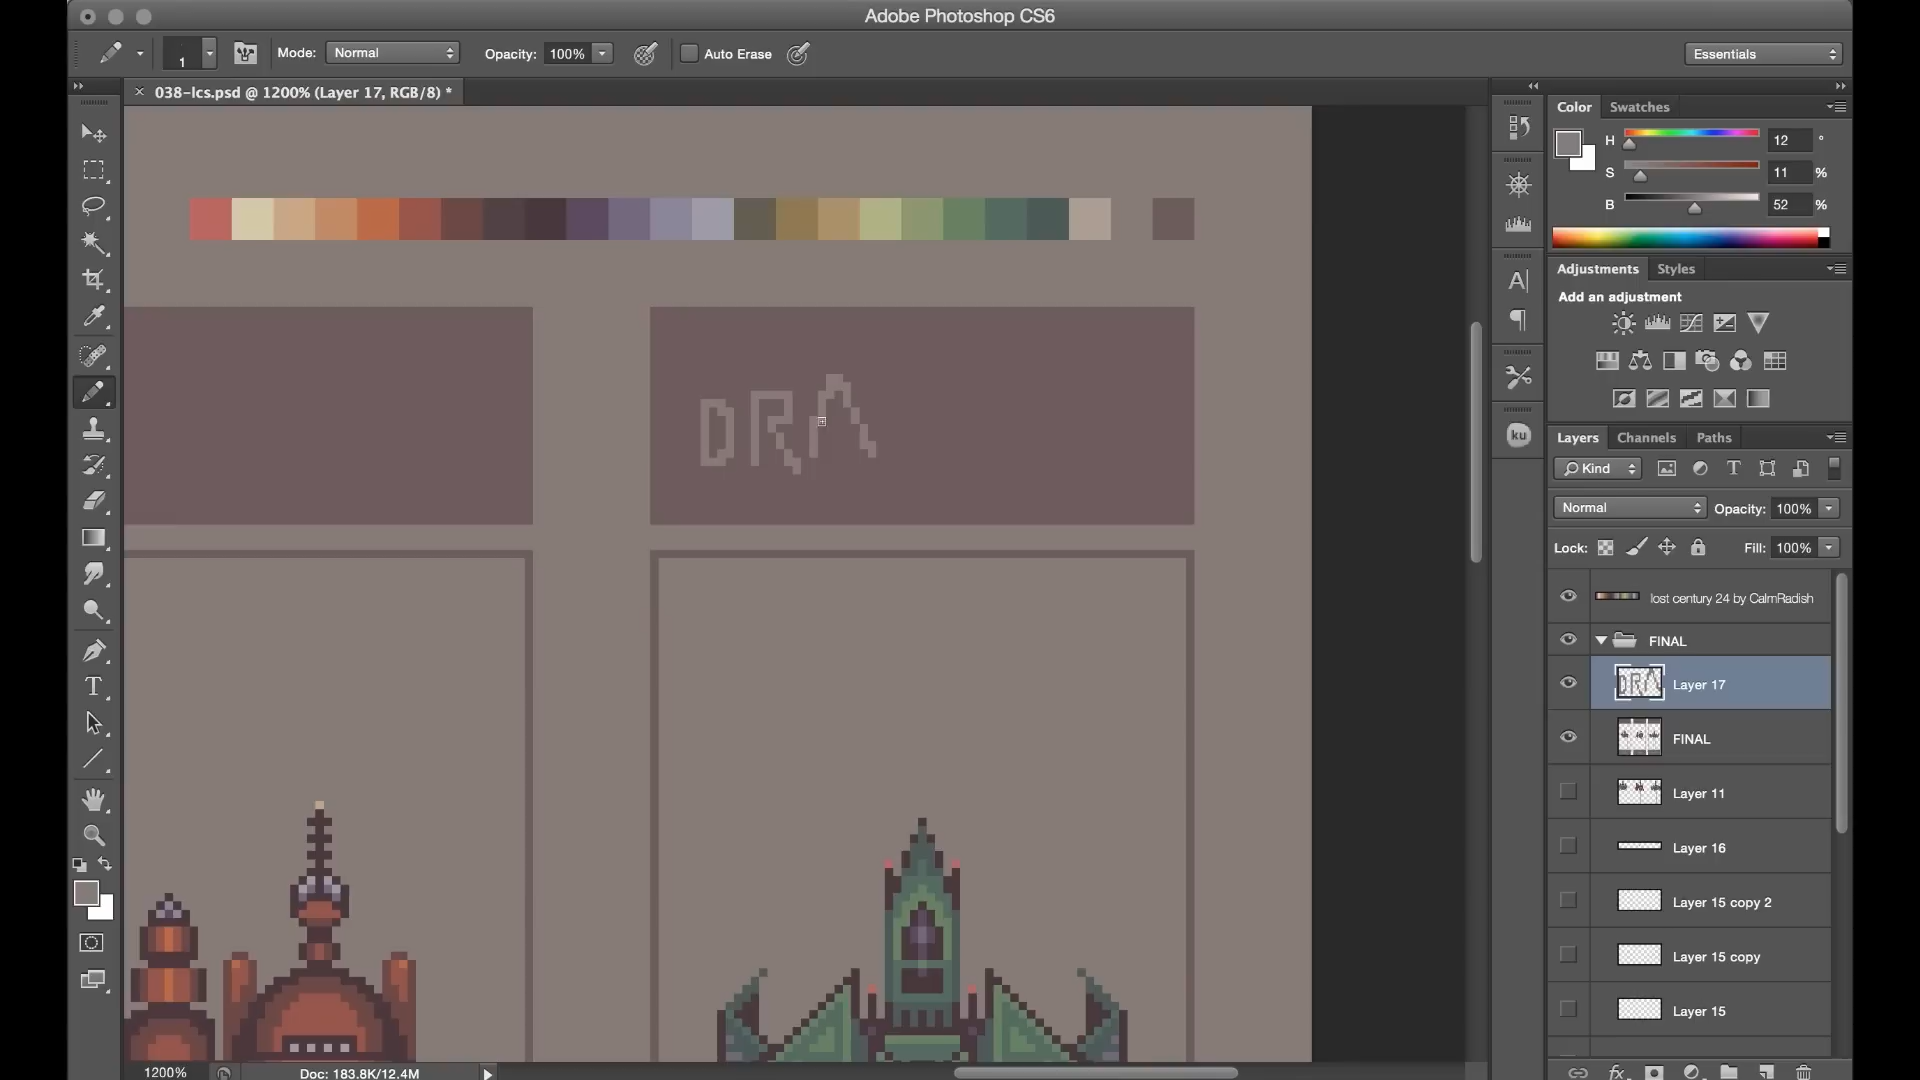 Adobe Photoshop CS6
1
Mode: Normal Opacity: 100% Auto Erase Essentials
× 038-lcs.psd @ 1200% (Layer 17, RGB/8) *
Color Swatches
H 12 °
S 11 %
B 52 %
Adjustments Styles
Add an adjustment
DRA
ku
Layers Channels Paths
Kind
Normal Opacity: 100%
Lock: Fill: 100%
lost century 24 by CalmRadish
FINAL
Layer 17
FINAL
Layer 11
Layer 16
Layer 15 copy 2
Layer 15 copy
Layer 15
1200% Doc: 183.8K/12.4M